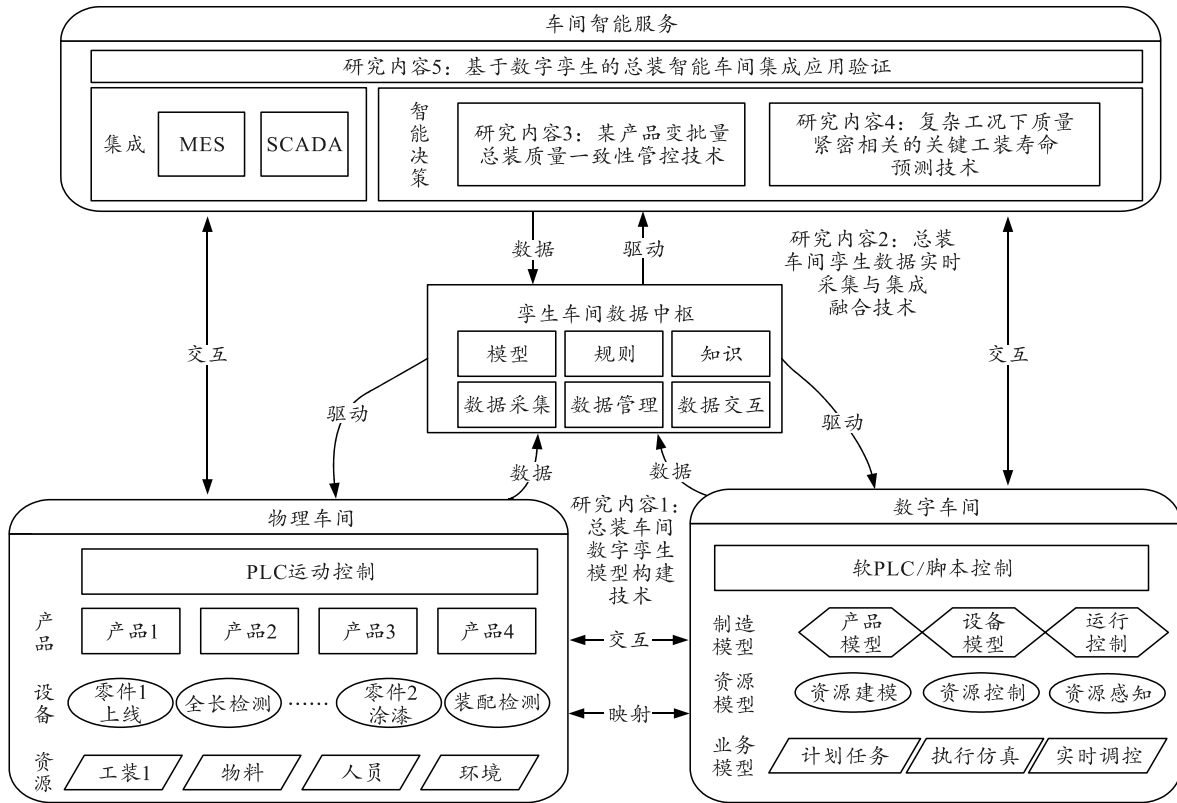 车间智能服务
研究内容5：基于数字孪生的总装智能车间集成应用验证
集成
MES
SCADA
智能决策
研究内容3：某产品变批量
总装质量一致性管控技术
研究内容4：复杂工况下质量
紧密相关的关键工装寿命
预测技术
数据
驱动
研究内容2：总装
车间孪生数据实时
采集与集成
融合技术
交互
交互
孪生车间数据中枢
模型
规则
知识
数据采集
数据管理
数据交互
驱动
驱动
数据
数据
研究内容1：
总装车间
数字孪生
模型构建
技术
物理车间
PLC运动控制
产品
产品1
产品2
产品3
产品4
设备
零件1
上线
全长检测
……
零件2
涂漆
装配检测
资源
工装1
物料
人员
环境
交互
映射
数字车间
软PLC/脚本控制
制造
模型
产品
模型
设备
模型
运行
控制
资源
模型
资源建模
资源控制
资源感知
业务
模型
计划任务
执行仿真
实时调控